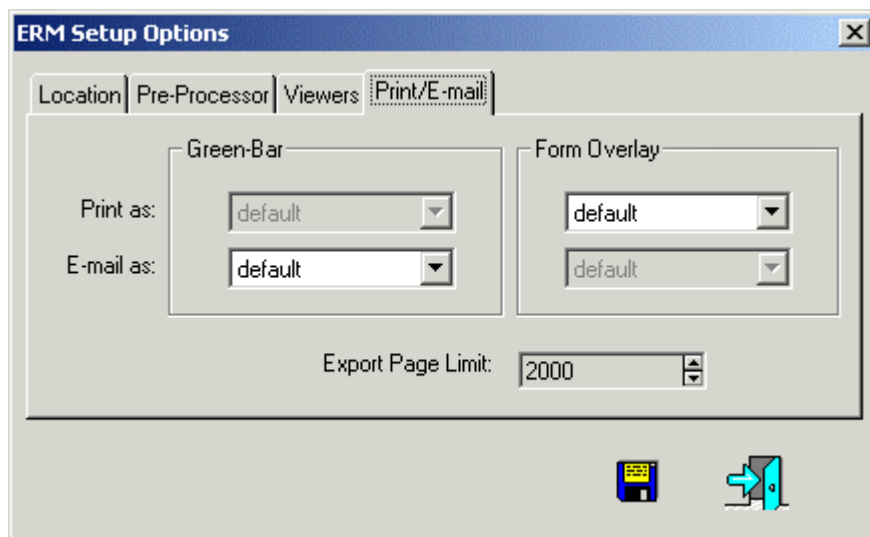 ERM Setup Options
Location Pre-Processor Viewers Print/E-mail
Green-Bar Form Overlay
Print as: default default
E-mail as: default default
Export Page Limit: 2000